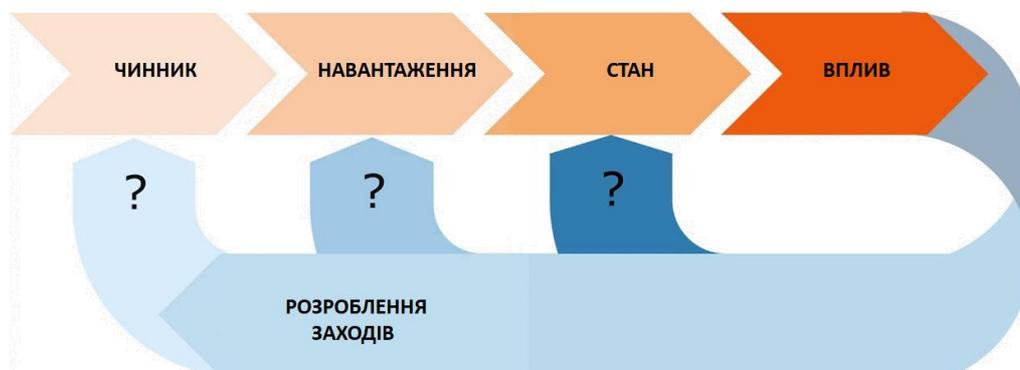 ЧИННИК
НАВАНТАЖЕННЯ
СТАН
ВПЛИВ
?
?
?
РОЗРОБЛЕННЯ
ЗАХОДІВ